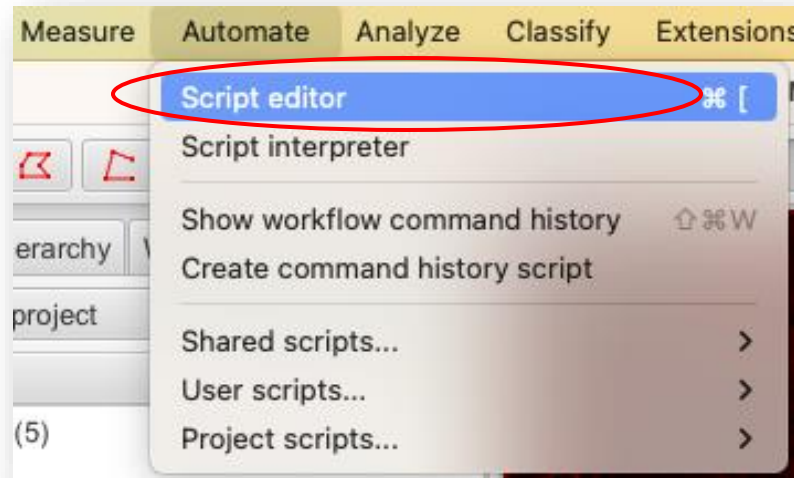 Measure Automate Analyze Classify Extensions
Script editor ⌘ [
Script interpreter
Show workflow command history ⇧⌘W
erarchy
Create command history script
project
Shared scripts... >
User scripts... >
(5)
Project scripts... >